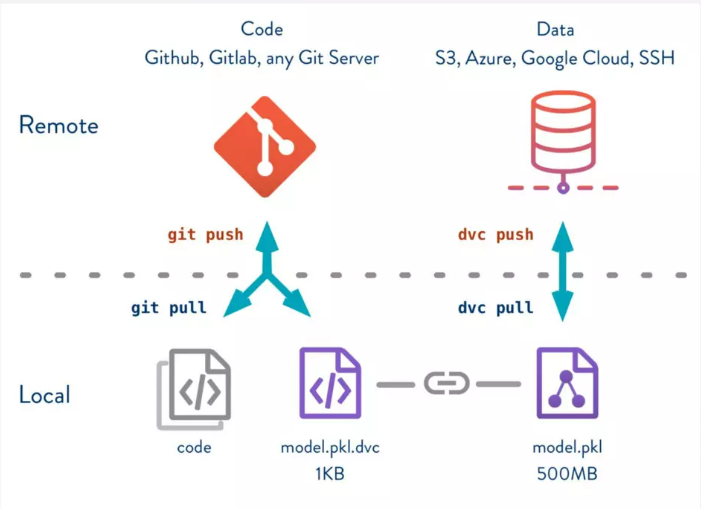 Code
Github, Gitlab, any Git Server
Data
S3, Azure, Google Cloud, SSH
Remote
git push
dvc push
git pull
dvc pull
Local
code
model.pkl.dvc
1KB
model.pkl
500MB